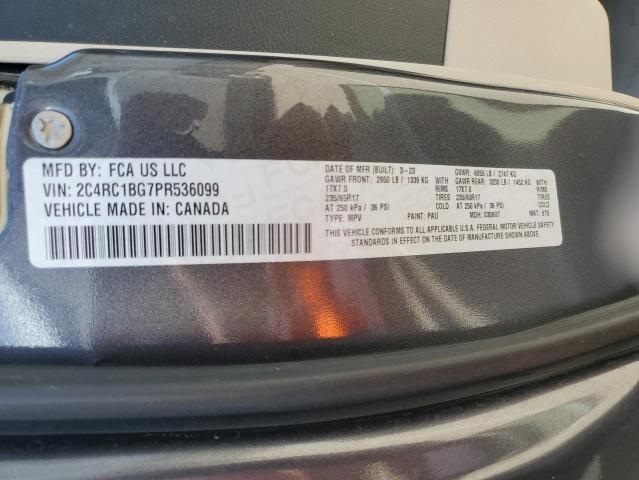 MFD BY: FCA US LLC
VIN: 2C4RC1BG7PR536099
VEHICLE MADE IN: CANADA
DATE OF MFR (BUILT): 3-23
GVWR: 6055 LB / 2747 KG
GAWR FRONT: 2950 LB / 1339 KG
GAWR REAR: 3200 LB / 1452 KG
17X7.0 RIMS
17X7.0 RIMS
235/65R17 TIRES
235/65R17 TIRES
AT 250 kPa / 36 PSI COLD
AT 250 kPa / 36 PSI COLD
TYPE: MPV PAINT: PAU MDH: 030807 MKT:
THIS VEHICLE CONFORMS TO ALL APPLICABLE U.S.A. FEDERAL MOTOR VEHICLE SAFETY
STANDARDS IN EFFECT ON THE DATE OF MANUFACTURE SHOWN ABOVE.